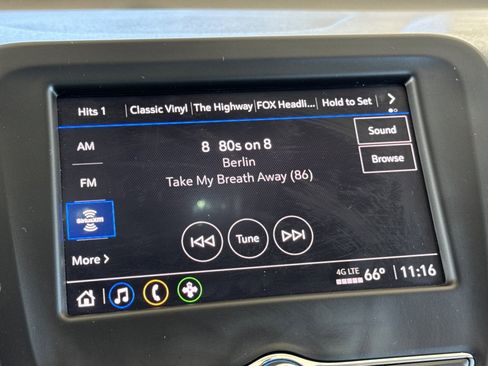 Hits 1 Classic Vinyl The Highway FOX Headli... Hold to Set
AM
8 80s on 8
Sound
Berlin
Browse
FM
Take My Breath Away (86)
SiriusXM
Tune
More
4G LTE 66° 11:16